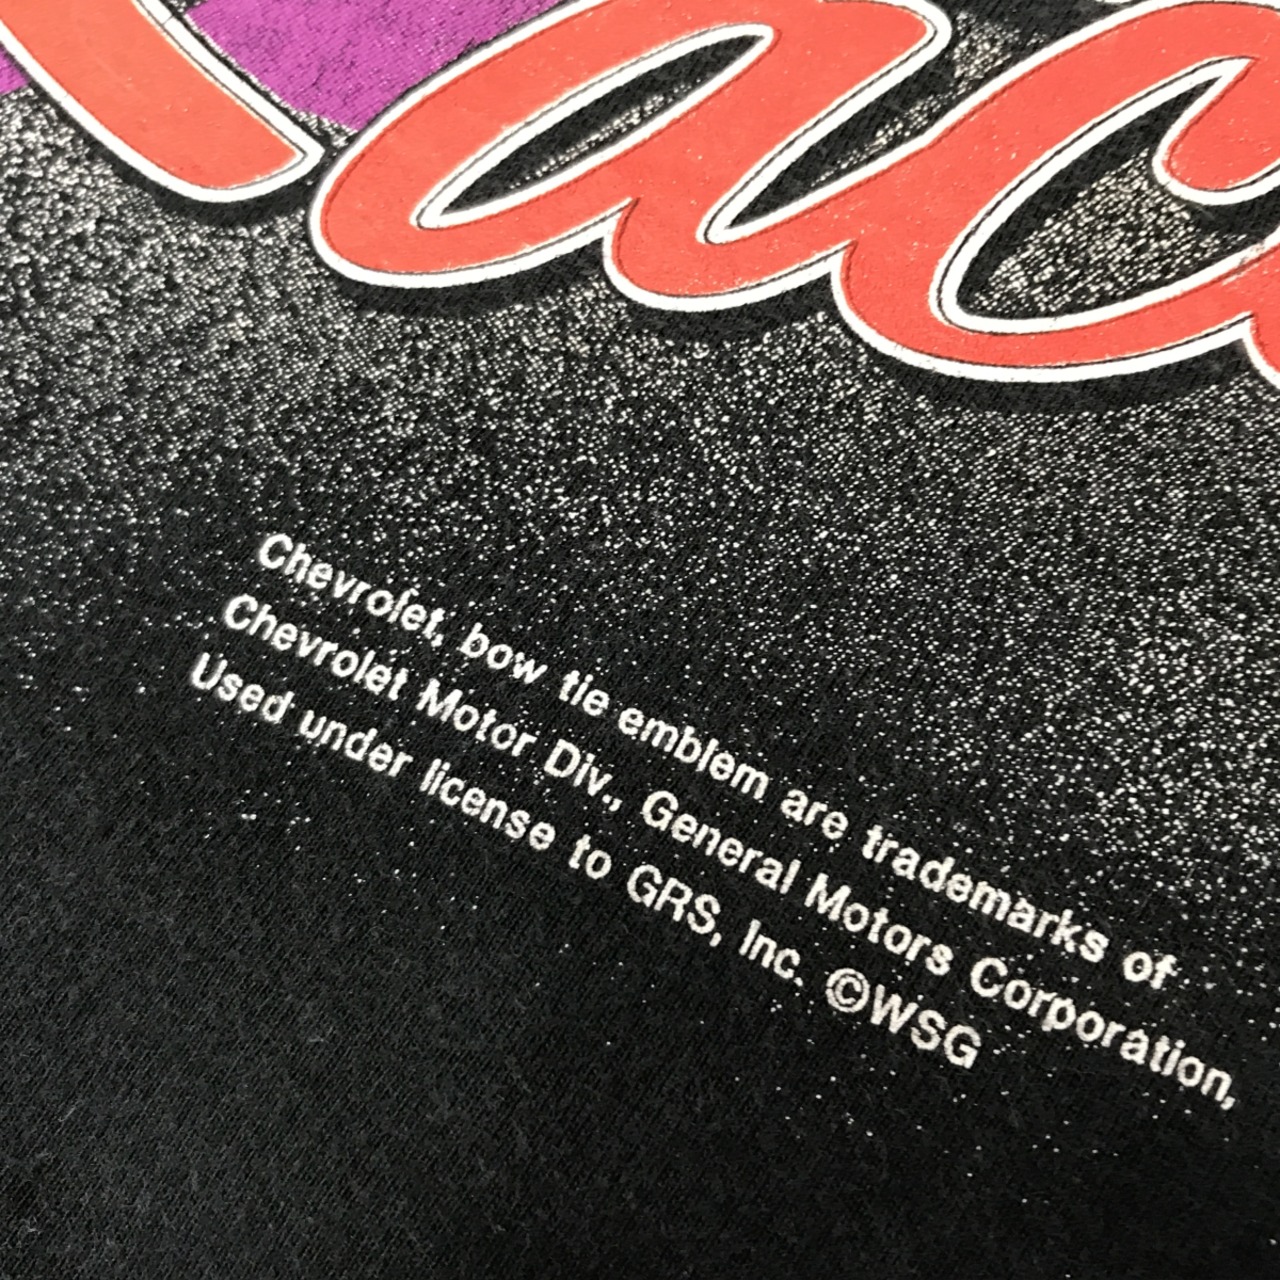 ac
Chevrolet, bow tie emblem are trademarks of
Chevrolet Motor Div., General Motors Corporation,
Used under license to GRS, Inc. ©WSG